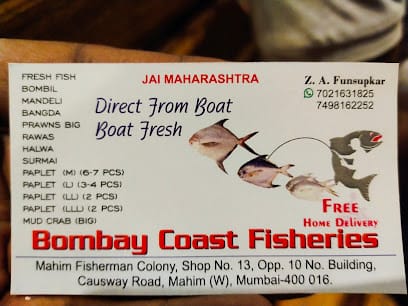 JAI MAHARASHTRA
Z. A. Funsupkar
7021631825
7498162252
FRESH FISH
BOMBIL
MANDELI
BANGDA
PRAWNS BIG
RAWAS
HALWA
SURMAI
PAPLET (M) (6-7 PCS)
PAPLET (L) (3-4 PCS)
PAPLET (LL) (2 PCS)
PAPLET (LLL) (2 PCS)
MUD CRAB (BIG)
Direct From Boat
Boat Fresh
FREE
HOME DELIVERY
Bombay Coast Fisheries
Mahim Fisherman Colony, Shop No. 13, Opp. 10 No. Building,
Causway Road, Mahim (W), Mumbai-400 016.